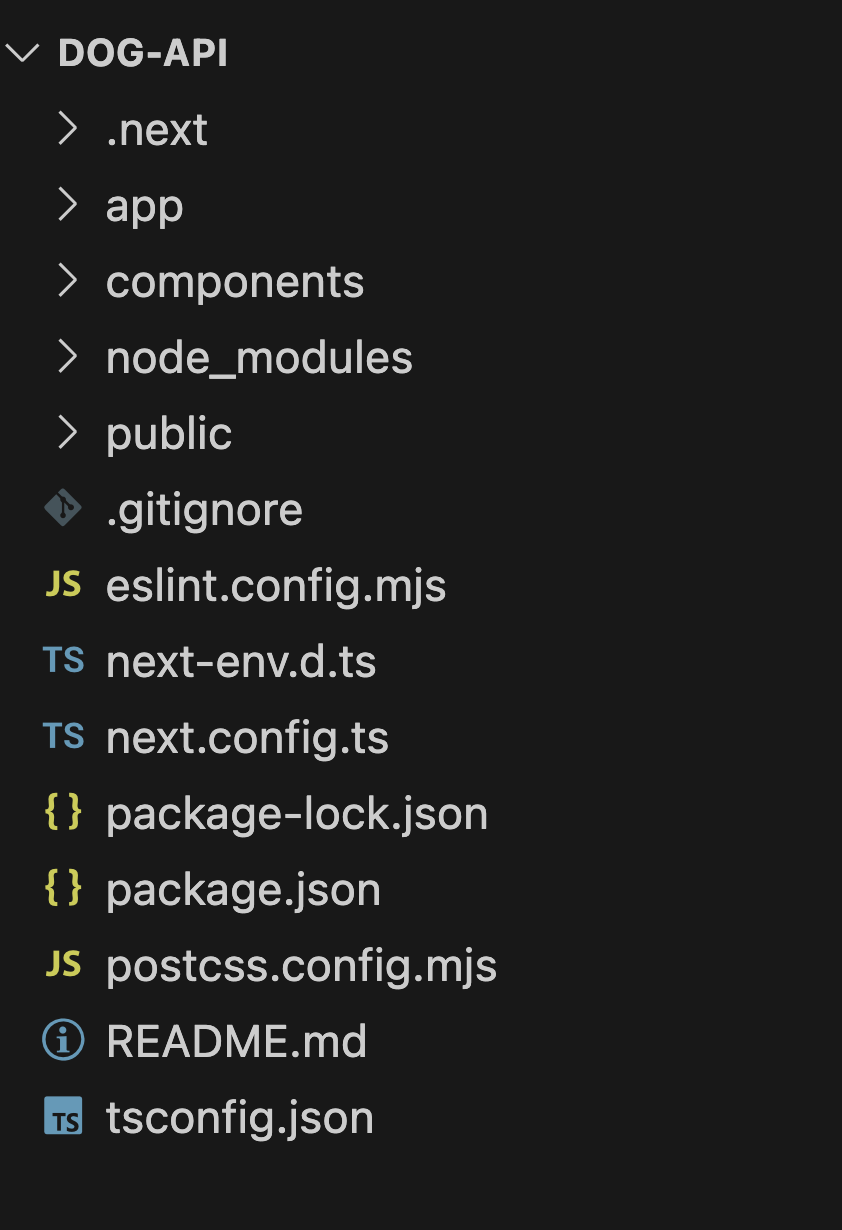 DOG-API
.next
app
components
node_modules
public
.gitignore
JS eslint.config.mjs
TS next-env.d.ts
TS next.config.ts
{} package-lock.json
{} package.json
JS postcss.config.mjs
README.md
TS tsconfig.json